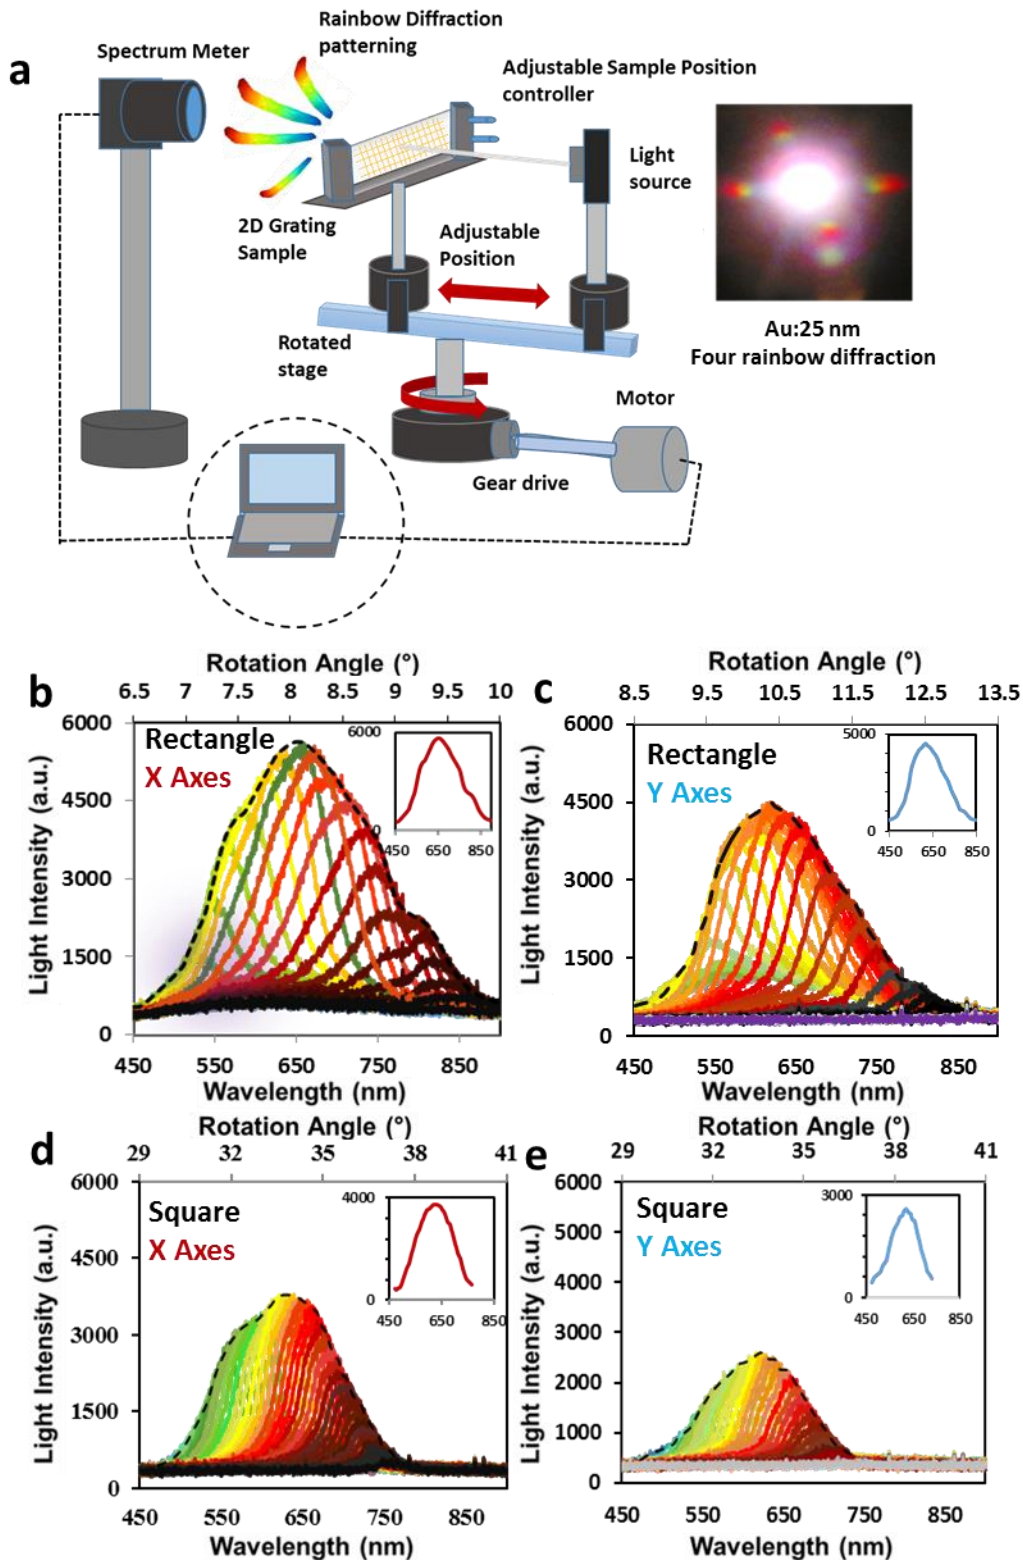 a
Spectrum Meter
Rainbow Diffraction
patterning
Adjustable Sample Position
controller
Light
source
2D Grating
Sample
Adjustable
Position
Rotated
stage
Motor
Gear drive
Au:25 nm
Four rainbow diffraction
b
Rotation Angle (°)
6.5 7 7.5 8 8.5 9 9.5 10
Rectangle
X Axes
Light Intensity (a.u.)
6000
4500
3000
1500
0
450 550 650 750 850
Wavelength (nm)
6000
0
450 650 850
c
Rotation Angle (°)
8.5 9.5 10.5 11.5 12.5 13.5
Rectangle
Y Axes
Light Intensity (a.u.)
6000
4500
3000
1500
0
450 550 650 750 850
Wavelength (nm)
5000
0
450 650 850
d
Rotation Angle (°)
29 32 35 38 41
Square
X Axes
Light Intensity (a.u.)
6000
4500
3000
1500
0
450 550 650 750 850
Wavelength (nm)
4000
0
450 650 850
e
Rotation Angle (°)
29 32 35 38 41
Square
Y Axes
Light Intensity (a.u.)
6000
5000
4000
3000
2000
1000
0
450 550 650 750 850
Wavelength (nm)
3000
0
450 650 850